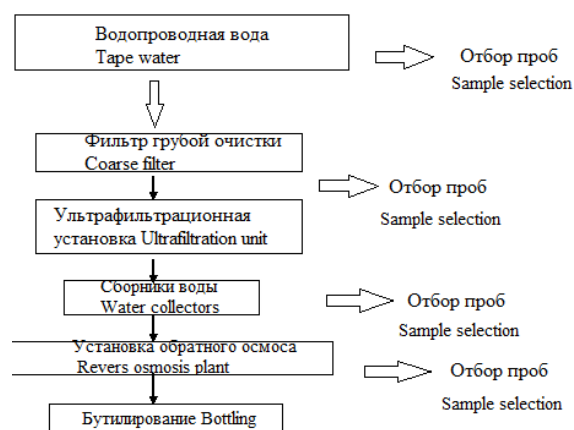 Водопроводная вода
Tape water
Отбор проб
Sample selection
Фильтр грубой очистки
Coarse filter
Отбор проб
Sample selection
Ультрафильтрационная
установка Ultrafiltration unit
Сборники воды
Water collectors
Отбор проб
Sample selection
Установка обратного осмоса
Revers osmosis plant
Отбор проб
Sample selection
Бутилирование Bottling